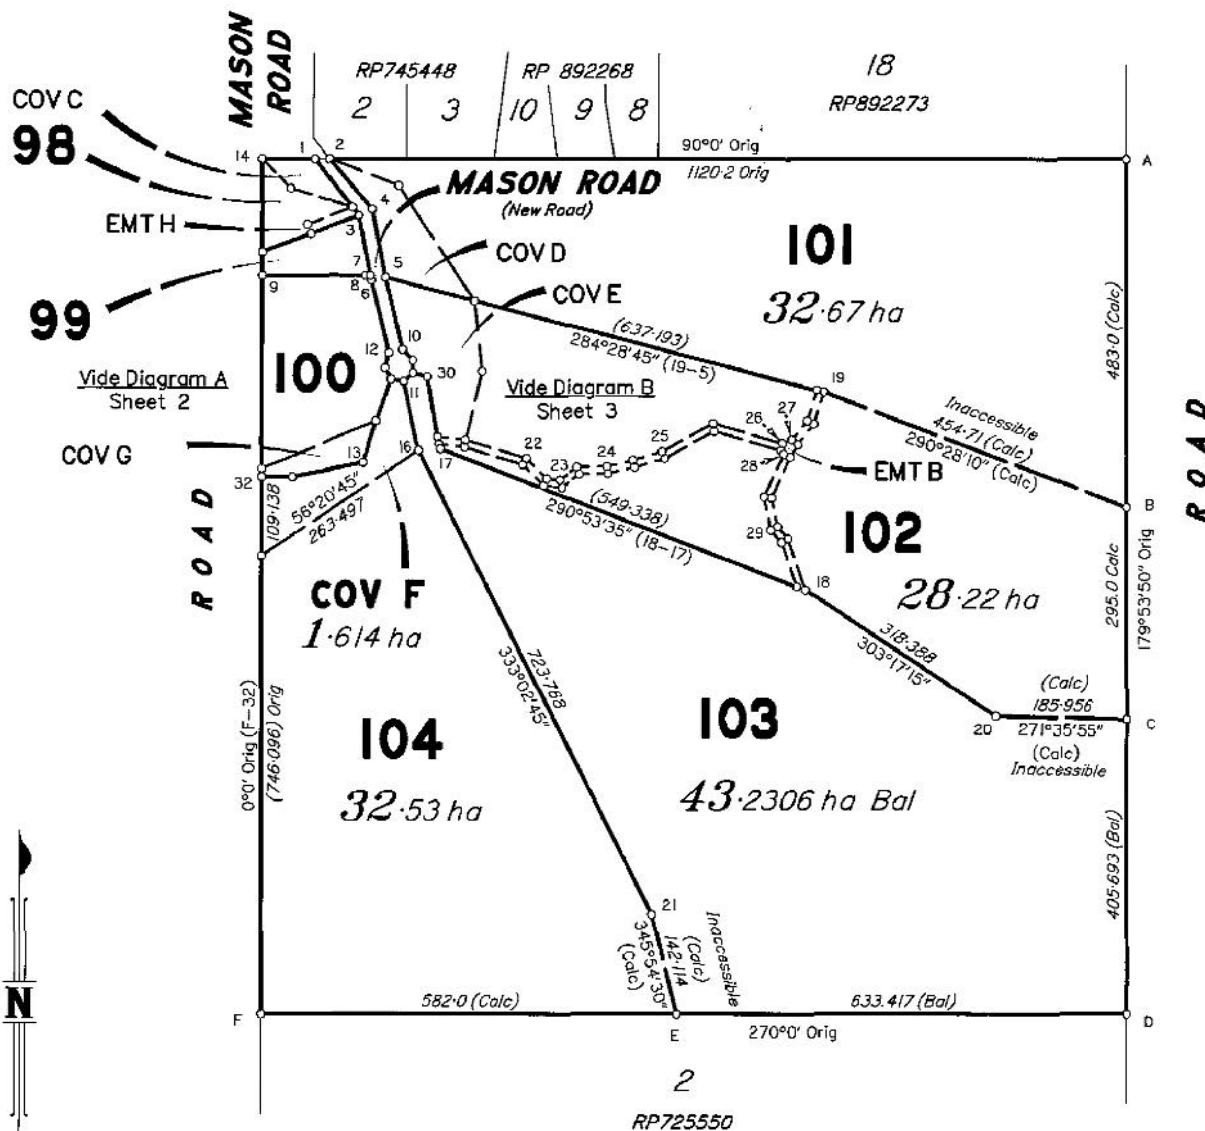 MASON
ROAD
RP745448
RP 892268
18
RP892273
2
3
10
9
8
COV C
98
14
1
2
90°0' Orig
1120·2 Orig
A
MASON ROAD
(New Road)
4
3
EMT H
COV D
101
32·67 ha
7
8
6
5
9
COV E
99
(637·193)
284°28'45" (19-5)
483·0 (Calc)
10
12
100
11
30
19
Vide Diagram A
Sheet 2
Vide Diagram B
Sheet 3
Inaccessible
454·71 (Calc)
290°28'10" (Calc)
ROAD
COV G
13
16
17
22
23
24
25
26
27
28
EMT B
32
109·138
56°20'45"
263·497
(549·338)
290°53'35" (18-17)
29
102
28·22 ha
B
295.0 Calc
179°53'50" Orig
ROAD
COV F
1·614 ha
18
318·388
303°17'15"
723·768
333°02'45"
(Calc)
185·956
271°35'55"
(Calc)
Inaccessible
20
C
0°0' Orig (F-32)
(746·096) Orig
104
32·53 ha
103
43·2306 ha Bal
405·693 (Bal)
21
345°54'30"
(Calc)
142·114
(Calc)
Inaccessible
N
F
582·0 (Calc)
E
633.417 (Bal)
270°0' Orig
D
2
RP725550